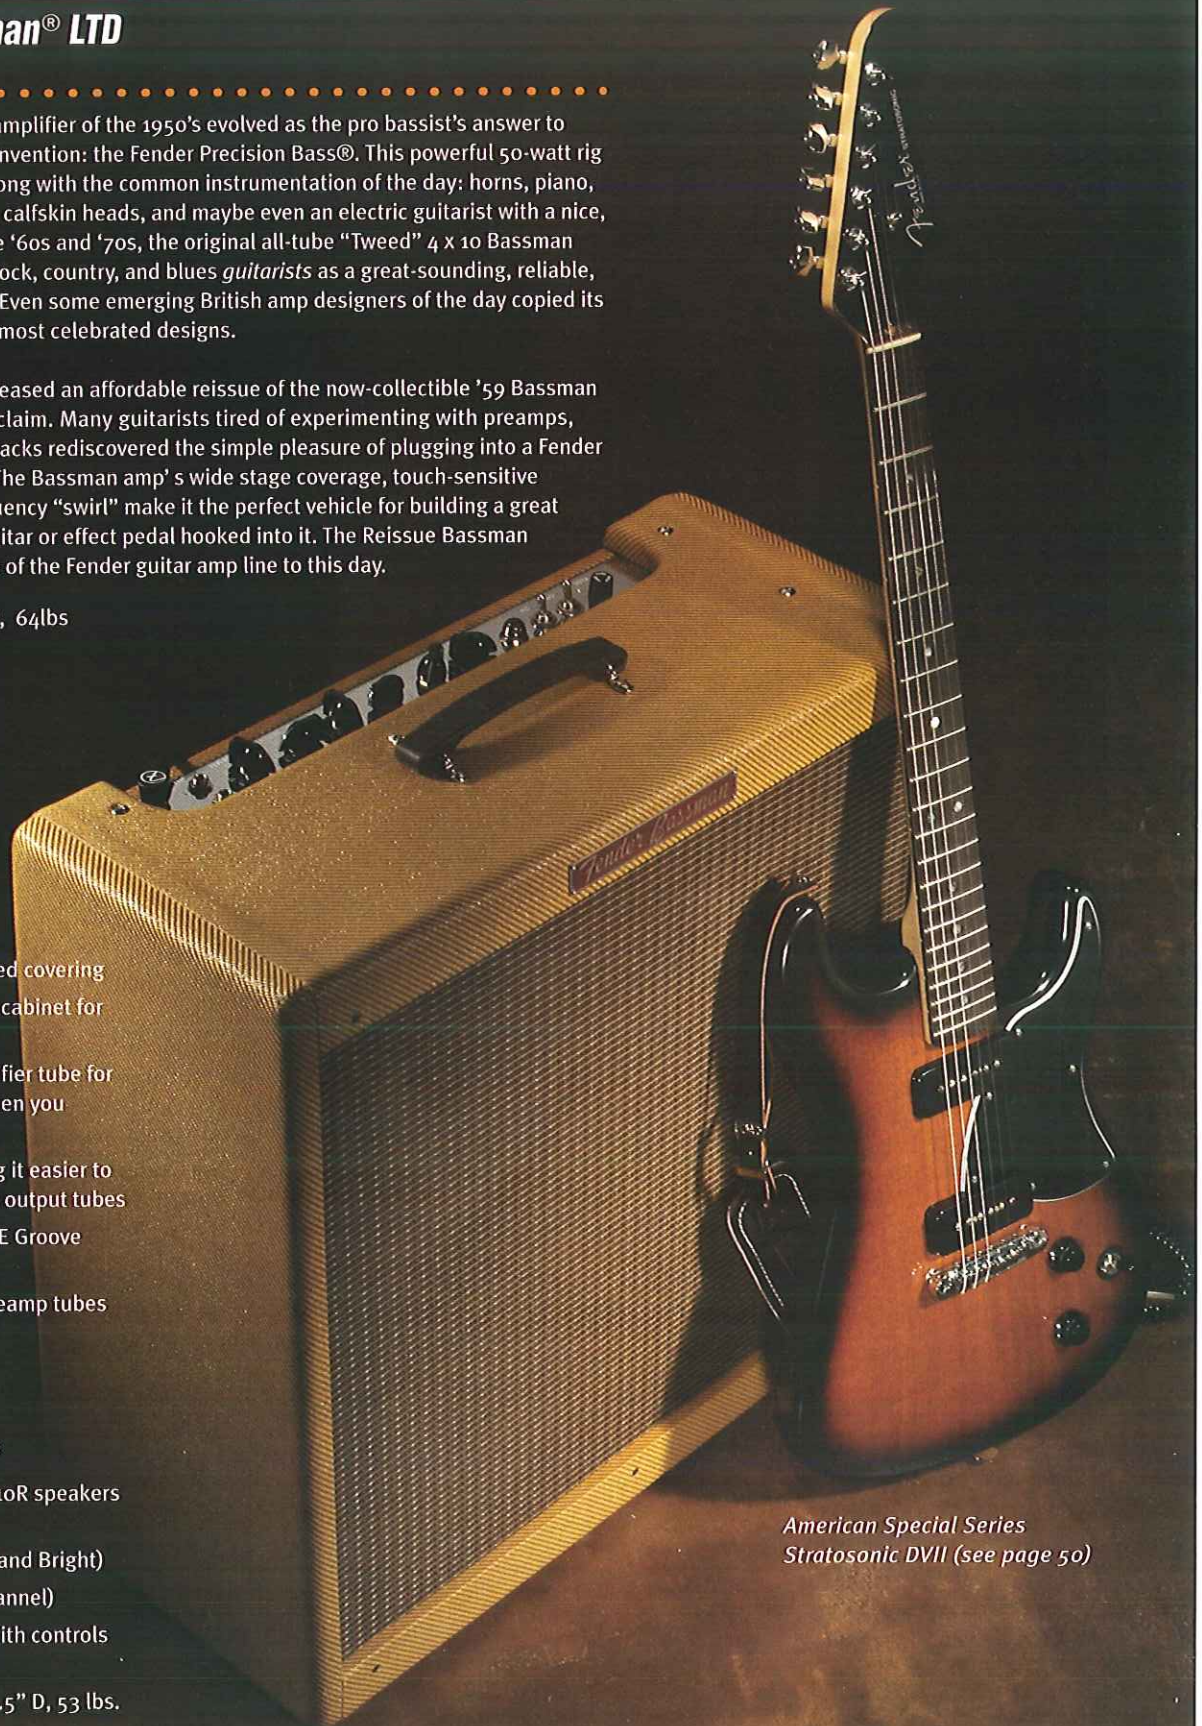 nan® LTD
amplifier of the 1950's evolved as the pro bassist's answer to
nvention: the Fender Precision Bass®. This powerful 50-watt rig
ong with the common instrumentation of the day: horns, piano,
calfskin heads, and maybe even an electric guitarist with a nice,
e '60s and '70s, the original all-tube "Tweed" 4 x 10 Bassman
ock, country, and blues guitarists as a great-sounding, reliable,
Even some emerging British amp designers of the day copied its
most celebrated designs.
eased an affordable reissue of the now-collectible '59 Bassman
claim. Many guitarists tired of experimenting with preamps,
acks rediscovered the simple pleasure of plugging into a Fender
The Bassman amp' s wide stage coverage, touch-sensitive
uency "swirl" make it the perfect vehicle for building a great
itar or effect pedal hooked into it. The Reissue Bassman
of the Fender guitar amp line to this day.
, 64lbs
Fender STRATOSONIC
Fender Bassman
ed covering
cabinet for
fier tube for
en you
g it easier to
output tubes
E Groove
eamp tubes
10R speakers
and Bright)
annel)
ith controls
.5" D, 53 lbs.
American Special Series
Stratosonic DVII (see page 50)